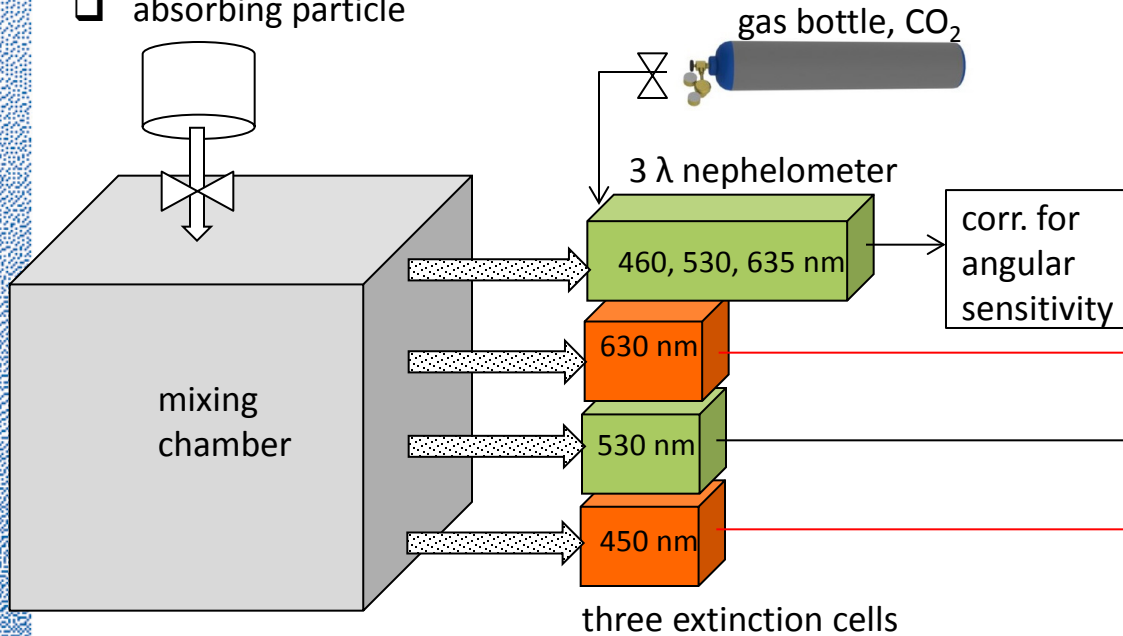 ❑ absorbing particle
gas bottle, CO₂
3 λ nephelometer
460, 530, 635 nm
corr. for
angular
sensitivity
630 nm
mixing
chamber
530 nm
450 nm
three extinction cells